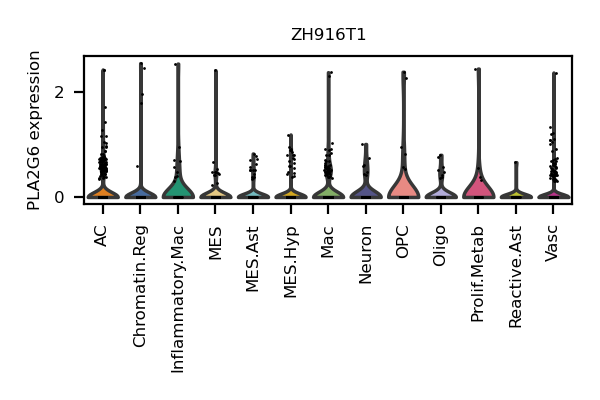 ZH916T1
PLA2G6 expression
2
0
AC
Chromatin.Reg
Inflammatory.Mac
MES
MES.Ast
MES.Hyp
Mac
Neuron
OPC
Oligo
Prolif.Metab
Reactive.Ast
Vasc